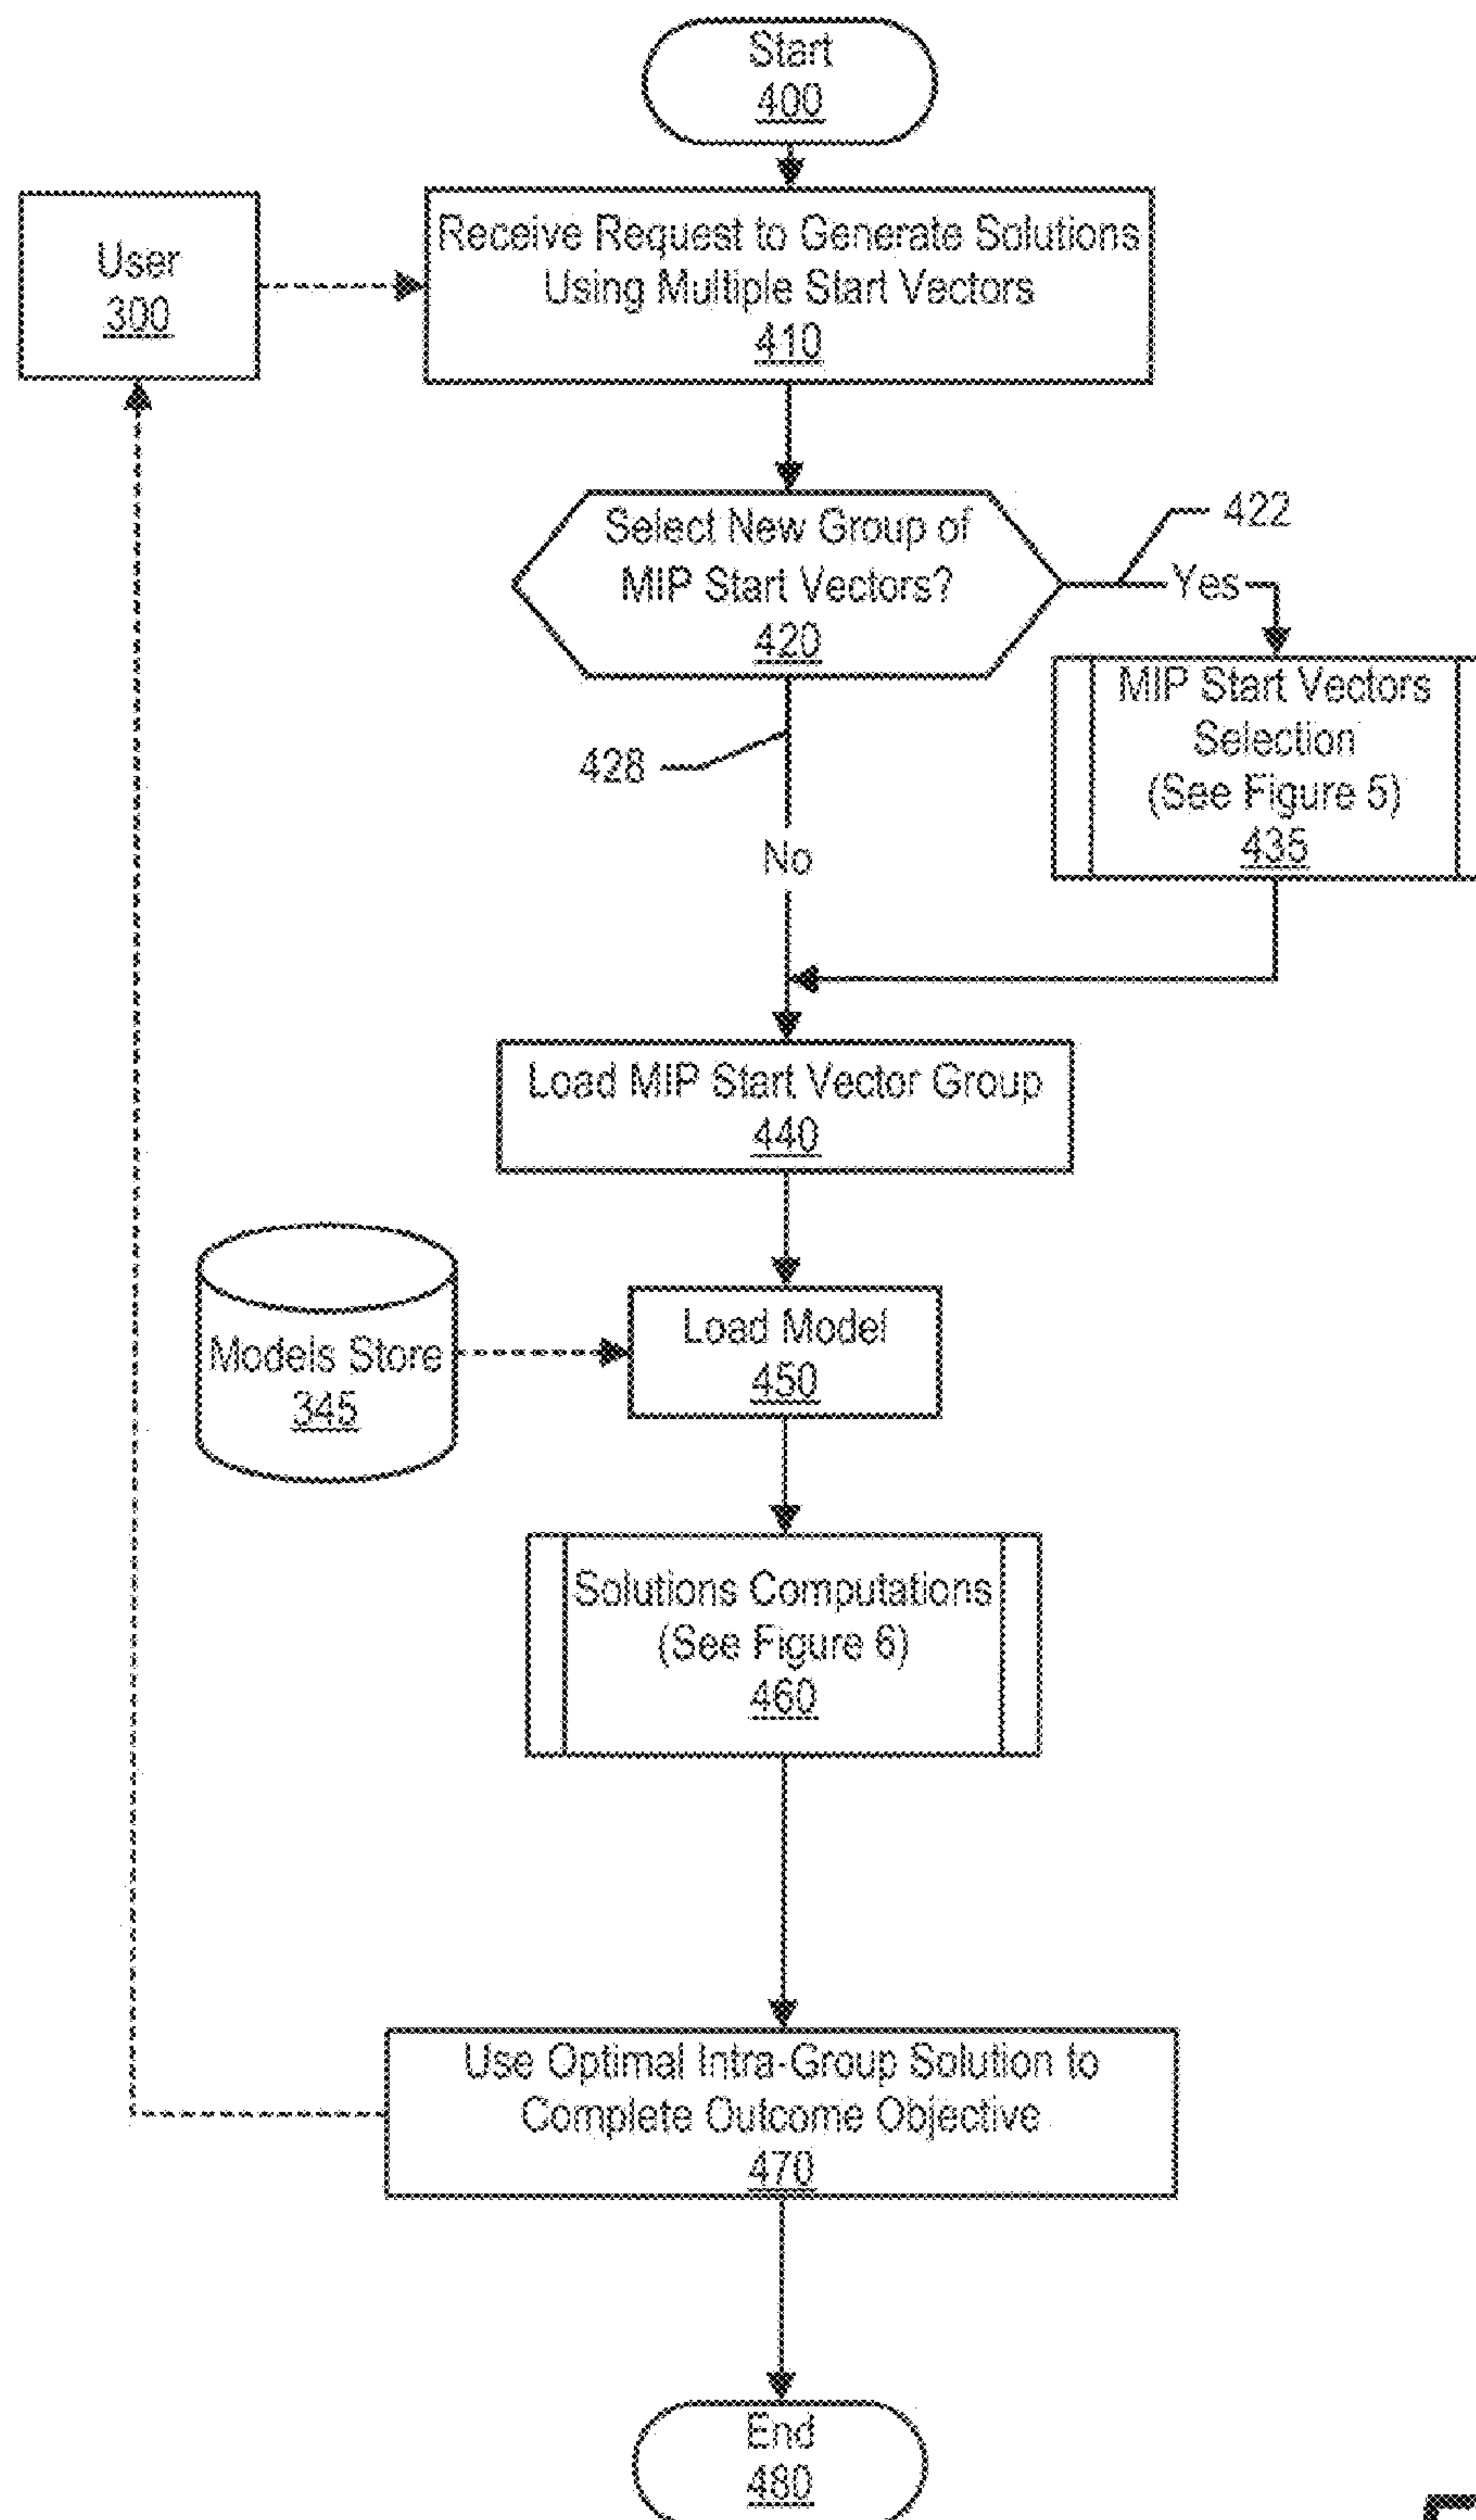 Start
400
User
300
Receive Request to Generate Solutions
Using Multiple Start Vectors
410
Select New Group of
MIP Start Vectors?
420
422
Yes
MIP Start Vectors
Selection
(See Figure 5)
435
428
No
Load MIP Start Vector Group
440
Models Store
345
Load Model
450
Solutions Computations
(See Figure 6)
460
Use Optimal Intra-Group Solution to
Complete Outcome Objective
470
End
480